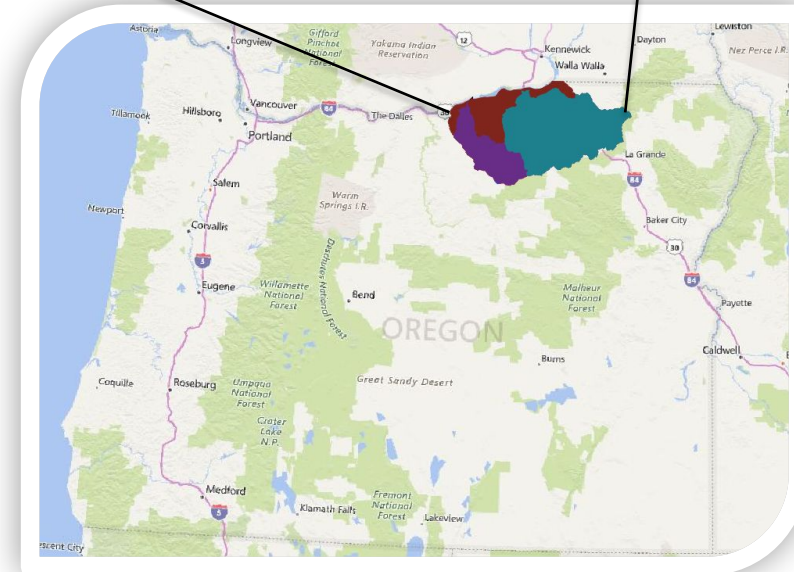 Astoria
Longview
Gifford
Pinchot
National
Forest
Yakama Indian
Reservation
12
Kennewick
Walla Walla
Dayton
Lewiston
Nez Perce I.R.
Tillamook
Hillsboro
Vancouver
Portland
84
The Dalles
La Grande
84
Salem
Warm
Springs I.R.
Newport
Corvallis
Baker City
30
5
Eugene
Willamette
National
Forest
Deschutes National Forest
Bend
Malheur
National
Forest
84
Payette
OREGON
Caldwell
Burns
Coquille
Roseburg
Umpqua
National
Forest
Great Sandy Desert
Crater
Lake
N.P.
Medford
5
Klamath Falls
Fremont
National
Forest
Lakeview
escent City